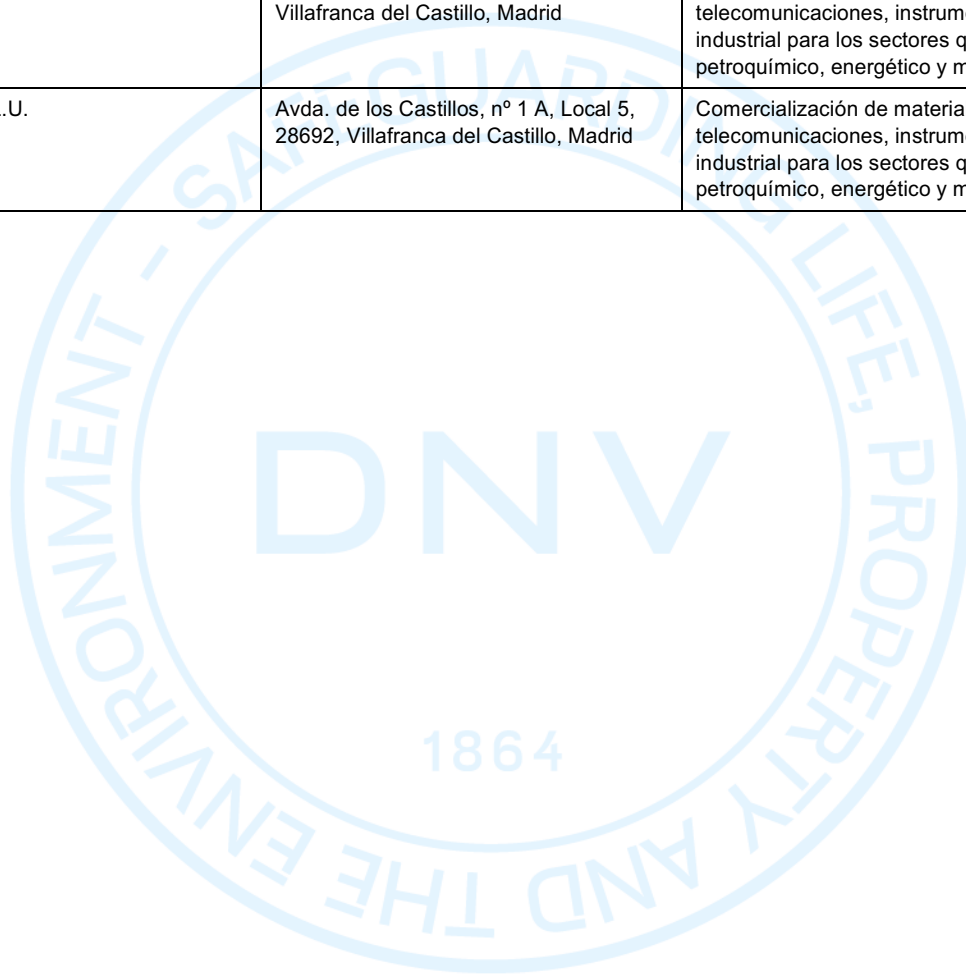 Villafranca del Castillo, Madrid
telecomunicaciones, instrum
industrial para los sectores q
petroquímico, energético y m
.U.
Avda. de los Castillos, nº 1 A, Local 5,
28692, Villafranca del Castillo, Madrid
Comercialización de materia
telecomunicaciones, instrum
industrial para los sectores q
petroquímico, energético y m
SAFEGUARDING LIFE, PROPERTY AND THE ENVIRONMENT -
DNV
1864